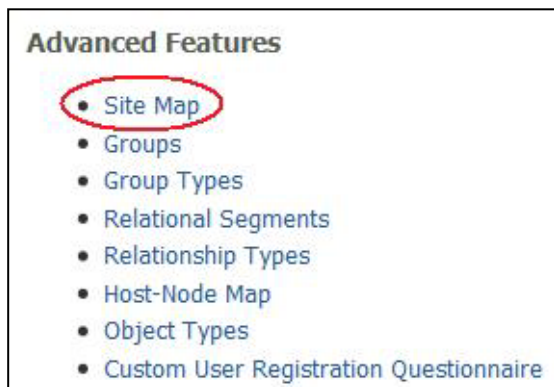 Advanced Features
• Site Map
• Groups
• Group Types
• Relational Segments
• Relationship Types
• Host-Node Map
• Object Types
• Custom User Registration Questionnaire